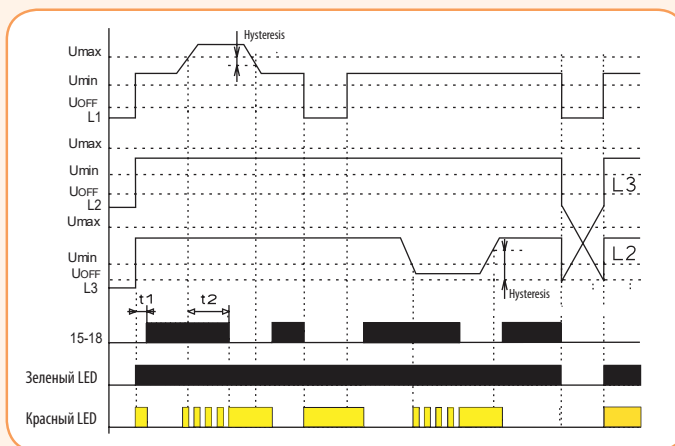 Hysteresis
Umax
Umin
UOFF
L1
Umax
Umin
UOFF
L3
L2
Umax
Umin
L2
UOFF
L3
Hysteresis
t1
t2
15-18
Зеленый LED
Красный LED